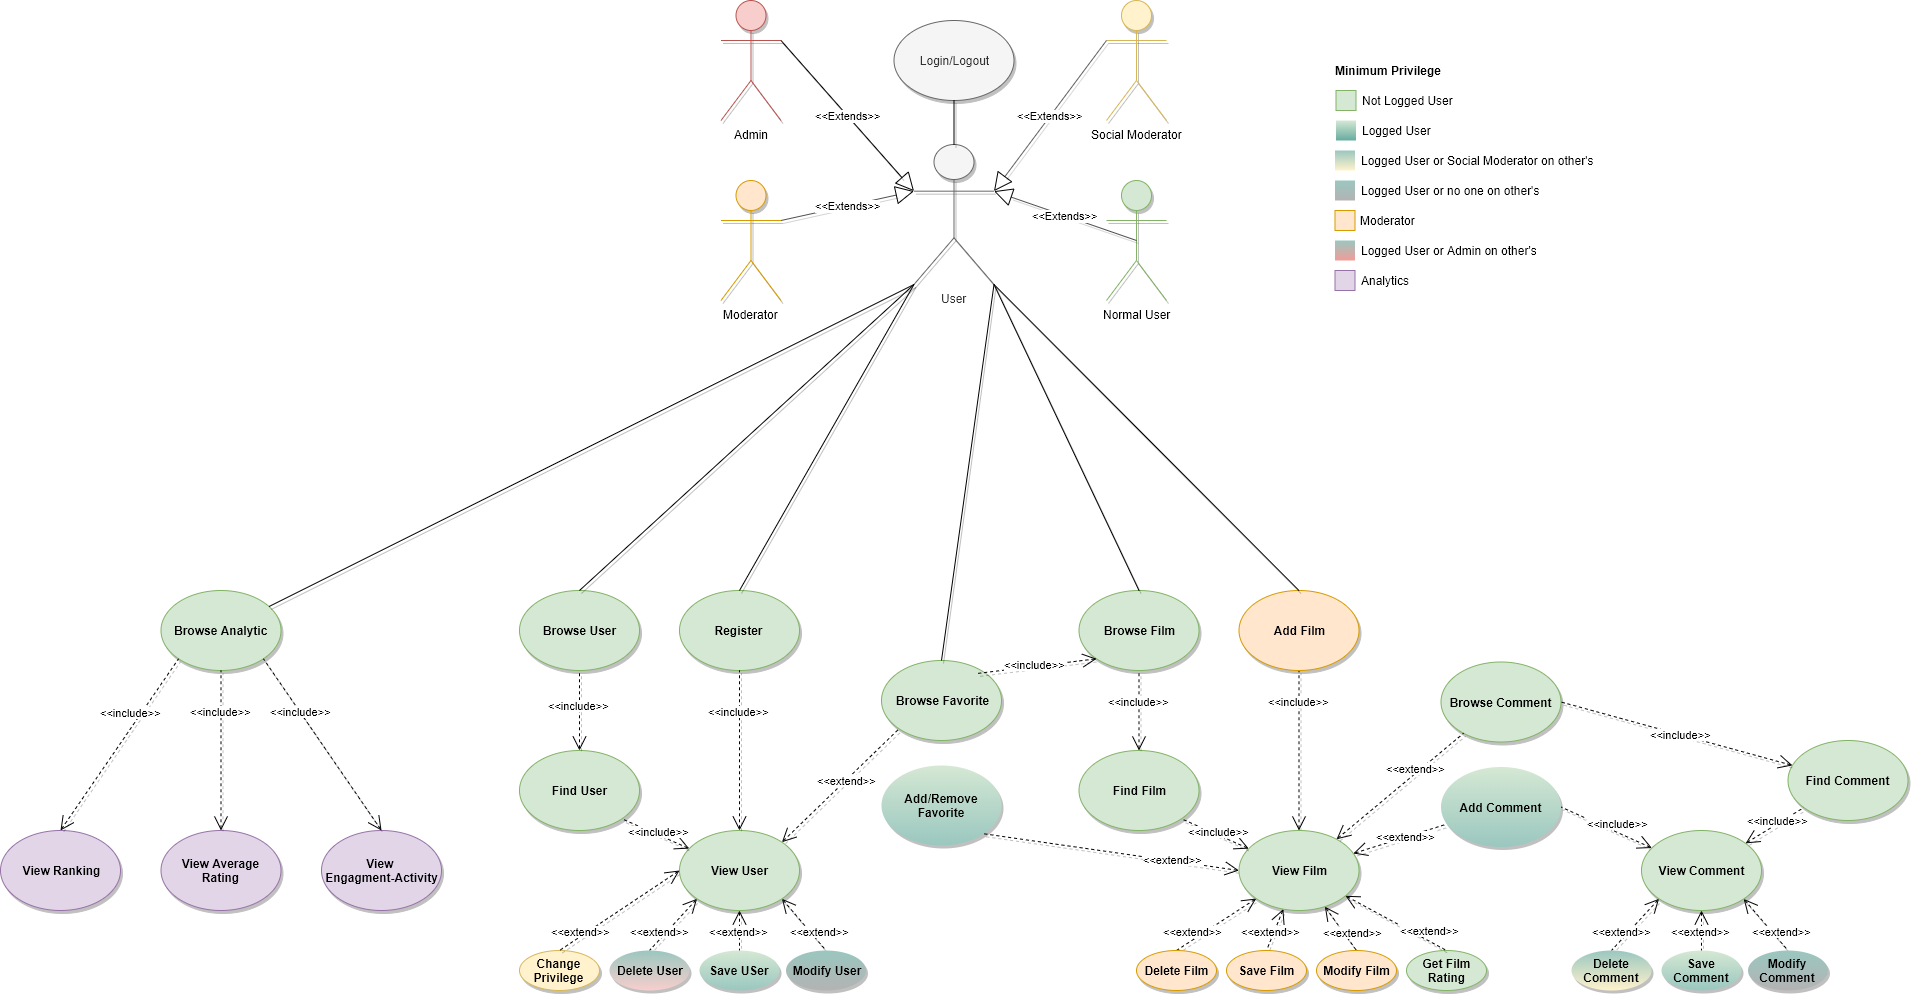 Login/Logout
<<Extends>>
<<Extends>>
Admin
Social Moderator
<<Extends>>
<<Extends>>
Moderator
User
Normal User
Minimum Privilege
Not Logged User
Logged User
Logged User or Social Moderator on other's
Logged User or no one on other's
Moderator
Logged User or Admin on other's
Analytics
Browse Analytic
Browse User
Register
Browse Film
Add Film
<<include>>
Browse Favorite
Browse Comment
<<include>>
<<include>>
<<include>>
<<include>>
<<include>>
<<include>>
<<include>>
<<include>>
Find User
Add/Remove
Favorite
Find Film
<<extend>>
<<extend>>
Add Comment
Find Comment
<<include>>
<<include>>
<<extend>>
<<include>>
<<include>>
<<extend>>
View Ranking
View Average
Rating
View
Engagment-Activity
View User
View Film
View Comment
<<extend>>
<<extend>>
<<extend>>
<<extend>>
<<extend>>
<<extend>>
<<extend>>
<<extend>>
<<extend>>
<<extend>>
<<extend>>
Change
Privilege
Delete User
Save USer
Modify User
Delete Film
Save Film
Modify Film
Get Film
Rating
Delete
Comment
Save
Comment
Modify
Comment